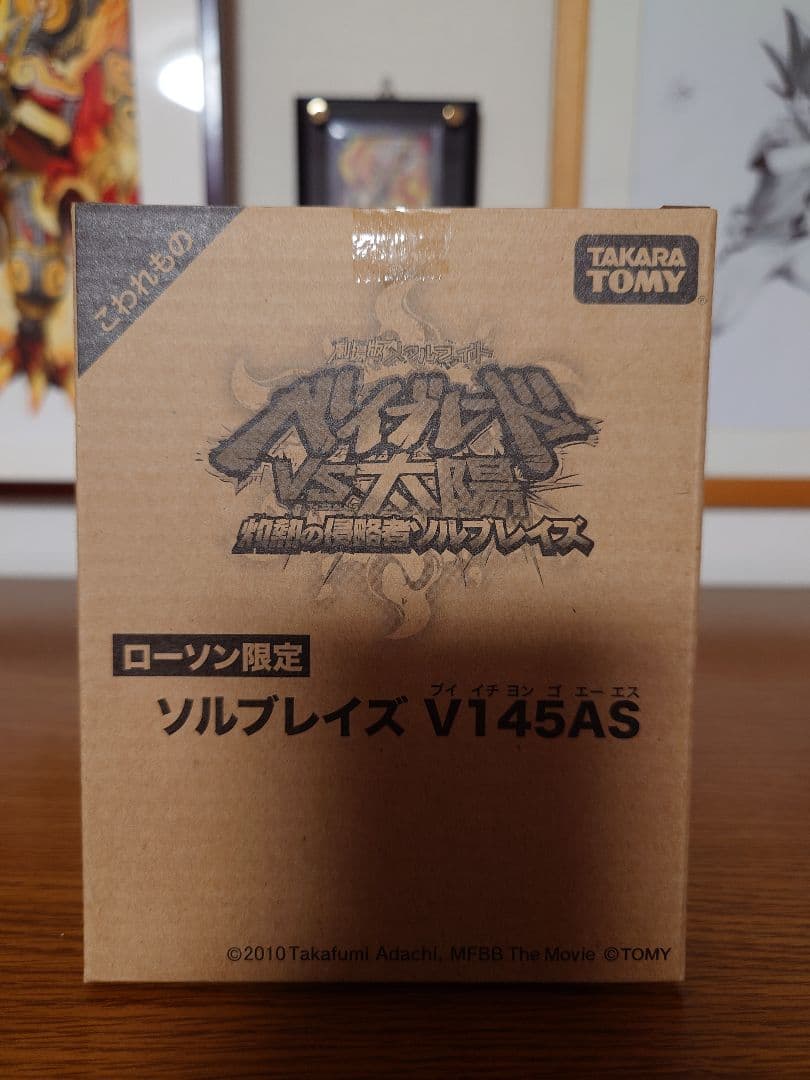 こわれもの
TAKARA
TOMY
劇場版メタルファイト
ベイブレード
VS太陽
灼熱の侵略者ソルブレイズ
ローソン限定
ブイ イチ ヨン ゴ エー エス
ソルブレイズ V145AS
©2010 Takafumi Adachi, MFBB The Movie ©TOMY